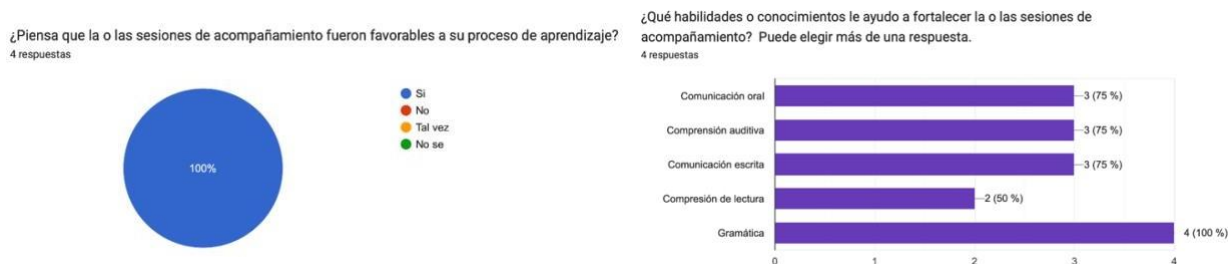 ¿Piensa que la o las sesiones de acompañamiento fueron favorables a su proceso de aprendizaje?
4 respuestas
100%
Si
No
Tal vez
No se
¿Qué habilidades o conocimientos le ayudo a fortalecer la o las sesiones de
acompañamiento? Puede elegir más de una respuesta.
4 respuestas
Comunicación oral
3 (75 %)
Comprensión auditiva
3 (75 %)
Comunicación escrita
3 (75 %)
Compresión de lectura
2 (50 %)
Gramática
4 (100 %)
0 1 2 3 4